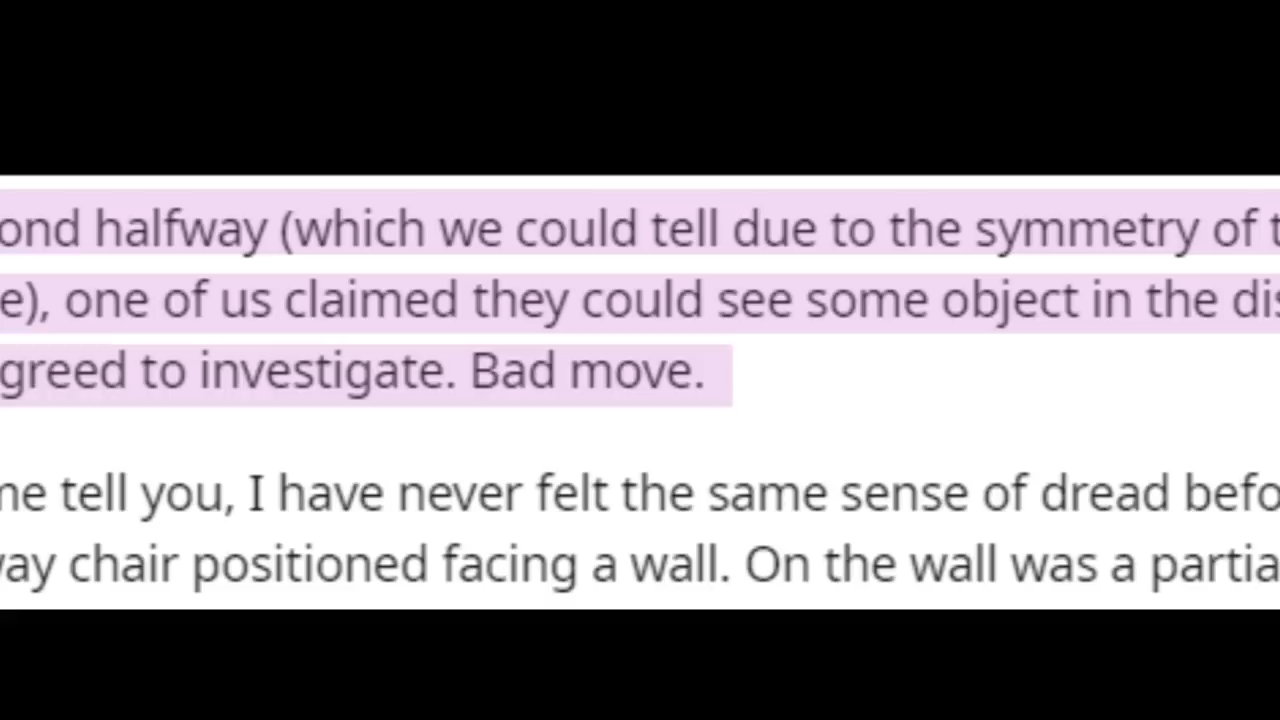 ond halfway (which we could tell due to the symmetry of t
e), one of us claimed they could see some object in the dis
greed to investigate. Bad move.
me tell you, I have never felt the same sense of dread befo
way chair positioned facing a wall. On the wall was a partia